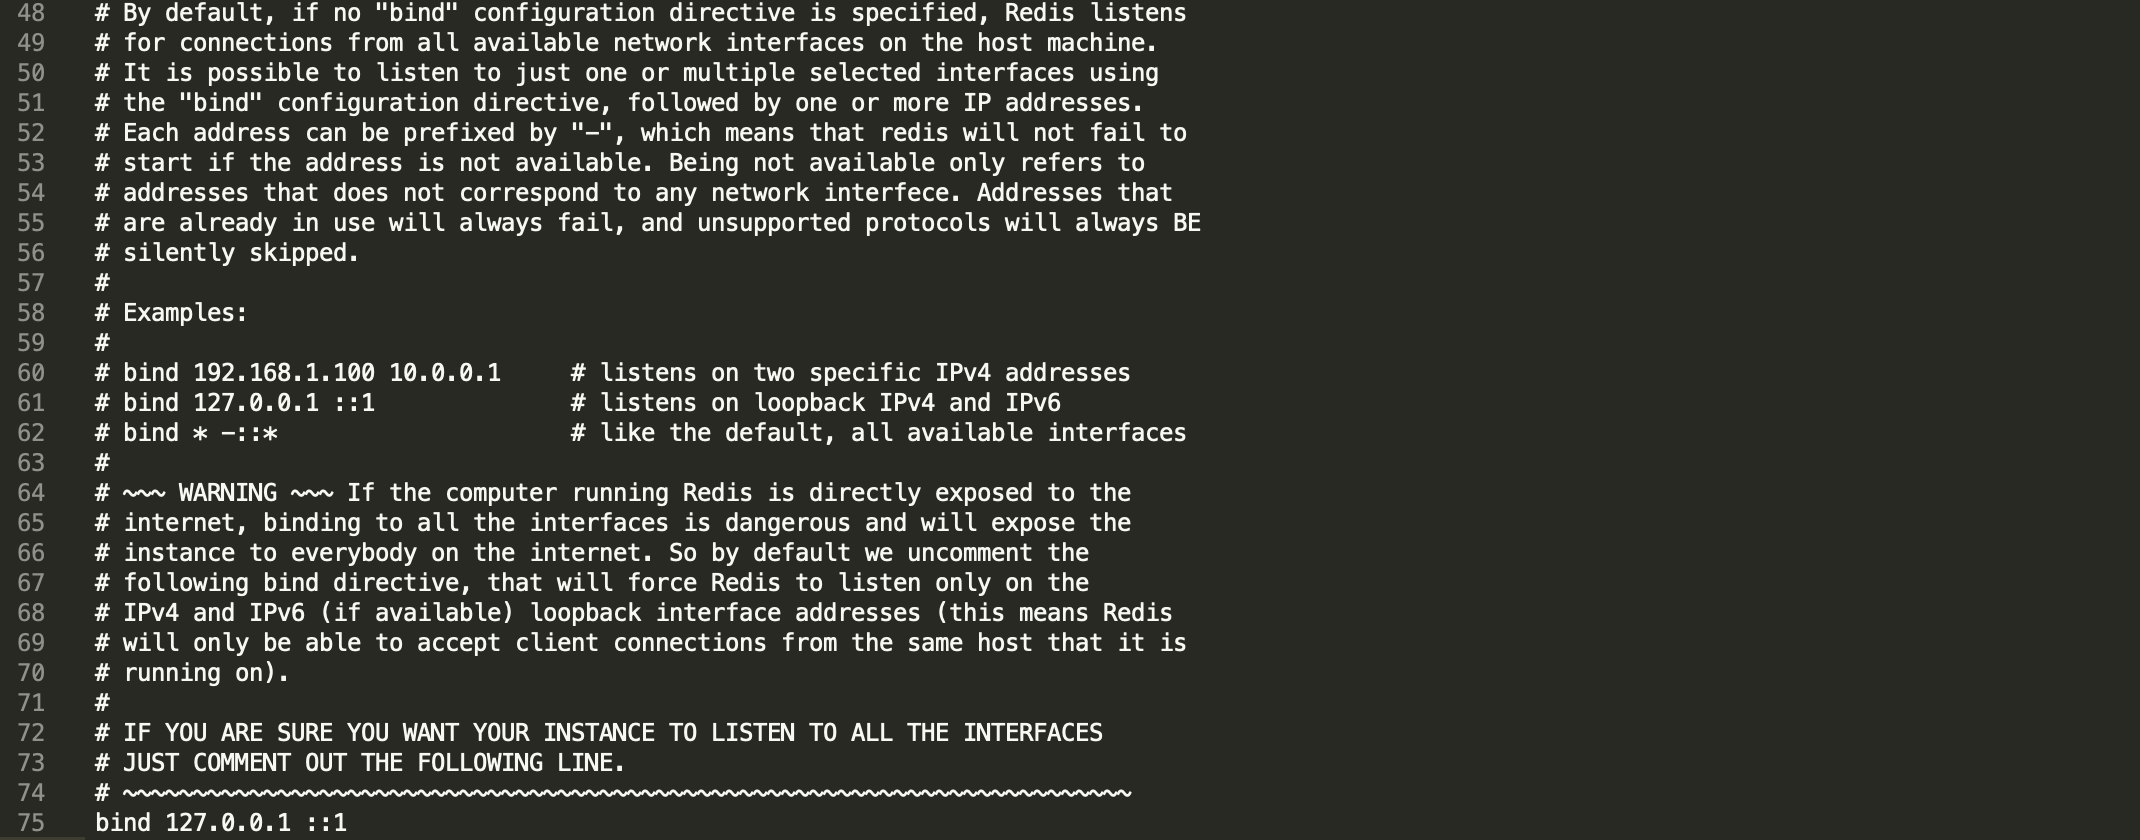 48 # By default, if no "bind" configuration directive is specified, Redis listens
49 # for connections from all available network interfaces on the host machine.
50 # It is possible to listen to just one or multiple selected interfaces using
51 # the "bind" configuration directive, followed by one or more IP addresses.
52 # Each address can be prefixed by "-", which means that redis will not fail to
53 # start if the address is not available. Being not available only refers to
54 # addresses that does not correspond to any network interfece. Addresses that
55 # are already in use will always fail, and unsupported protocols will always BE
56 # silently skipped.
57 #
58 # Examples:
59 #
60 # bind 192.168.1.100 10.0.0.1     # listens on two specific IPv4 addresses
61 # bind 127.0.0.1 ::1              # listens on loopback IPv4 and IPv6
62 # bind * -::*                     # like the default, all available interfaces
63 #
64 # ~~~ WARNING ~~~ If the computer running Redis is directly exposed to the
65 # internet, binding to all the interfaces is dangerous and will expose the
66 # instance to everybody on the internet. So by default we uncomment the
67 # following bind directive, that will force Redis to listen only on the
68 # IPv4 and IPv6 (if available) loopback interface addresses (this means Redis
69 # will only be able to accept client connections from the same host that it is
70 # running on).
71 #
72 # IF YOU ARE SURE YOU WANT YOUR INSTANCE TO LISTEN TO ALL THE INTERFACES
73 # JUST COMMENT OUT THE FOLLOWING LINE.
74 # ~~~~~~~~~~~~~~~~~~~~~~~~~~~~~~~~~~~~~~~~~~~~~~~~~~~~~~~~~~~~~~~~~~~~~~~~
75 bind 127.0.0.1 ::1